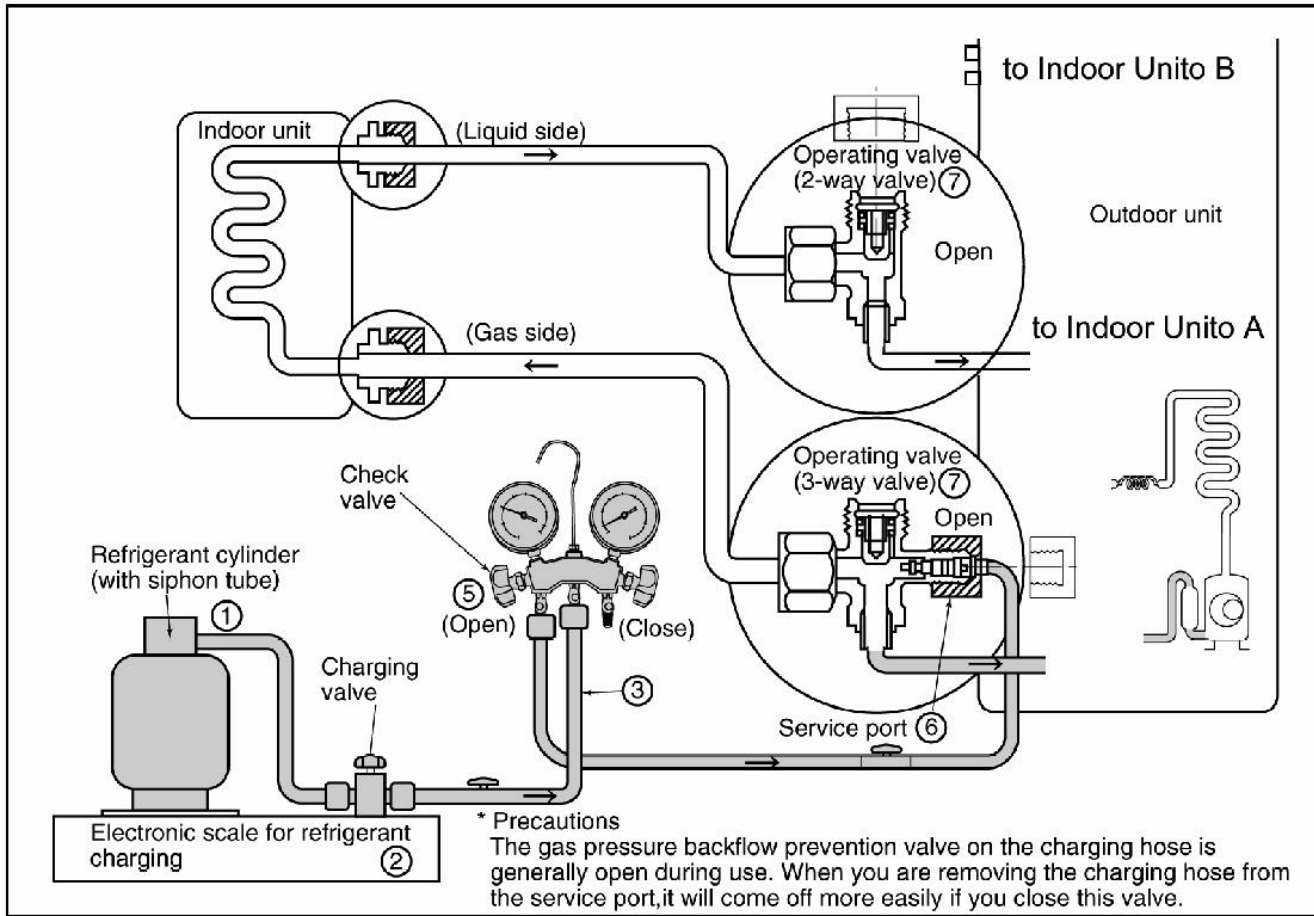 to Indoor Unito B
Indoor unit
(Liquid side)
Operating valve
(2-way valve) 7
Outdoor unit
Open
to Indoor Unito A
(Gas side)
Operating valve
(3-way valve) 7
Open
Check
valve
Refrigerant cylinder
(with siphon tube)
1
5
(Open)
(Close)
Charging
valve
3
Service port 6
Electronic scale for refrigerant
charging 2
* Precautions
The gas pressure backflow prevention valve on the charging hose is
generally open during use. When you are removing the charging hose from
the service port,it will come off more easily if you close this valve.